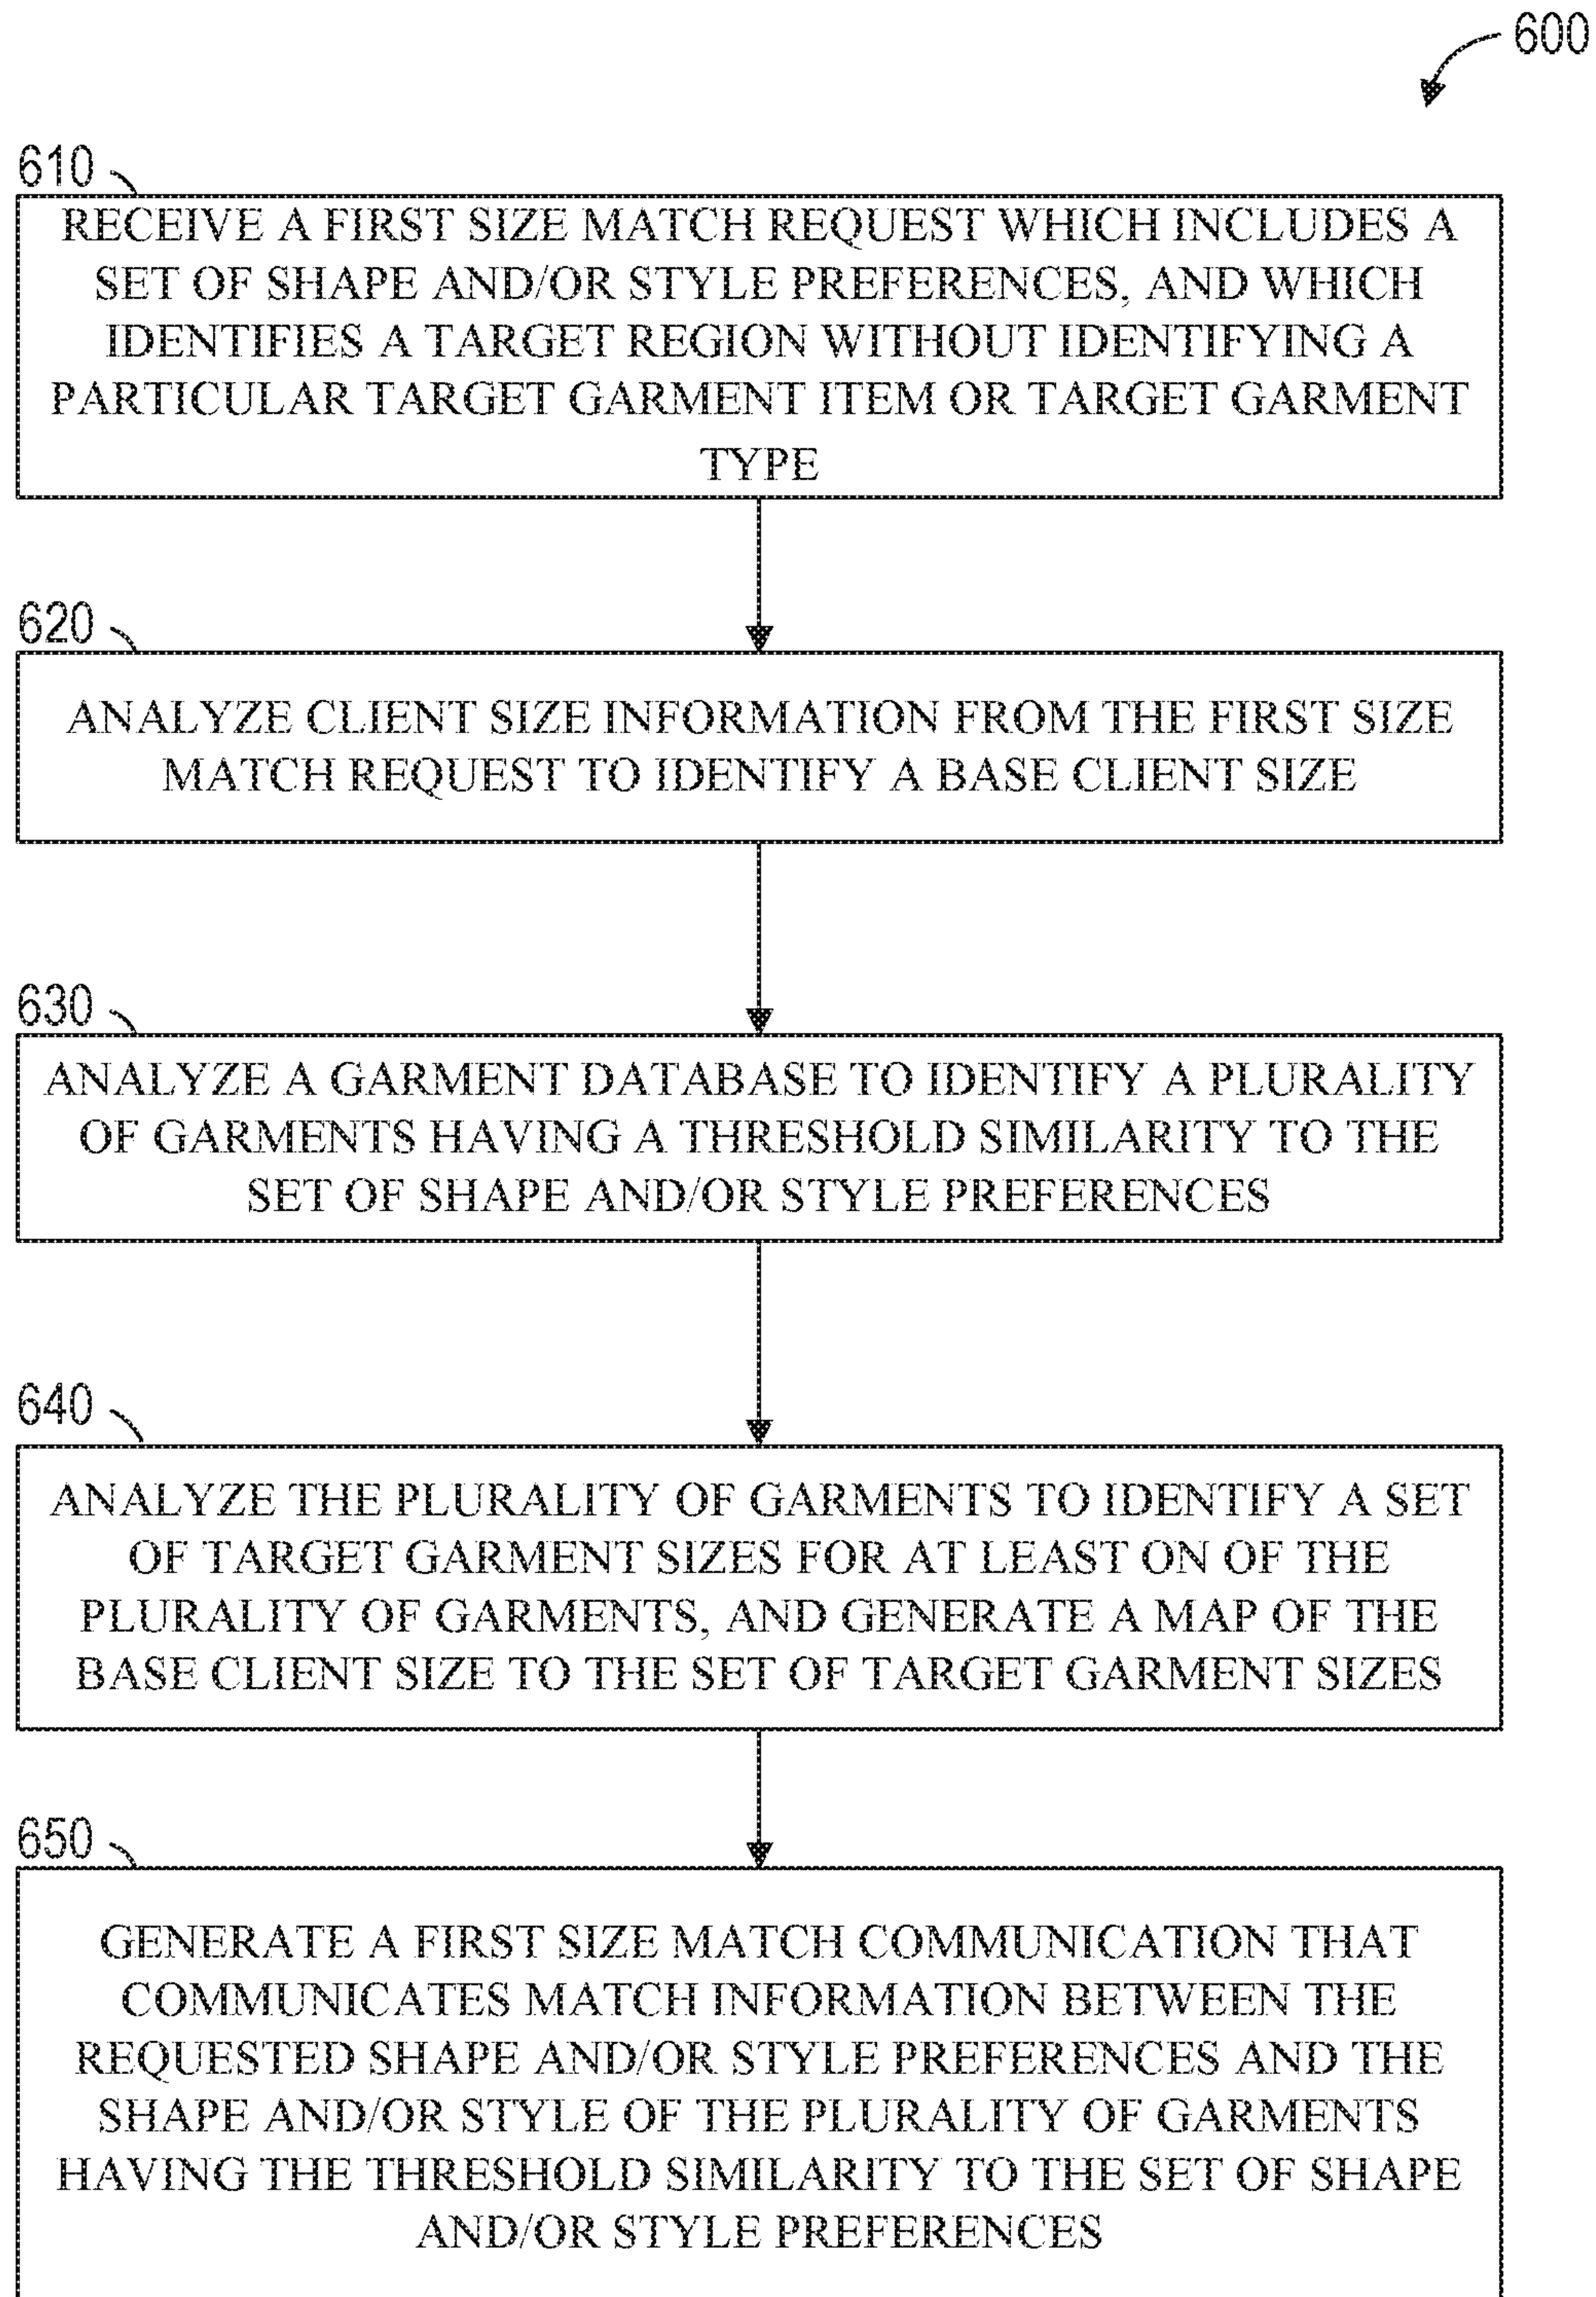 600
610
RECEIVE A FIRST SIZE MATCH REQUEST WHICH INCLUDES A
SET OF SHAPE AND/OR STYLE PREFERENCES, AND WHICH
IDENTIFIES A TARGET REGION WITHOUT IDENTIFYING A
PARTICULAR TARGET GARMENT ITEM OR TARGET GARMENT
TYPE
620
ANALYZE CLIENT SIZE INFORMATION FROM THE FIRST SIZE
MATCH REQUEST TO IDENTIFY A BASE CLIENT SIZE
630
ANALYZE A GARMENT DATABASE TO IDENTIFY A PLURALITY
OF GARMENTS HAVING A THRESHOLD SIMILARITY TO THE
SET OF SHAPE AND/OR STYLE PREFERENCES
640
ANALYZE THE PLURALITY OF GARMENTS TO IDENTIFY A SET
OF TARGET GARMENT SIZES FOR AT LEAST ON OF THE
PLURALITY OF GARMENTS, AND GENERATE A MAP OF THE
BASE CLIENT SIZE TO THE SET OF TARGET GARMENT SIZES
650
GENERATE A FIRST SIZE MATCH COMMUNICATION THAT
COMMUNICATES MATCH INFORMATION BETWEEN THE
REQUESTED SHAPE AND/OR STYLE PREFERENCES AND THE
SHAPE AND/OR STYLE OF THE PLURALITY OF GARMENTS
HAVING THE THRESHOLD SIMILARITY TO THE SET OF SHAPE
AND/OR STYLE PREFERENCES